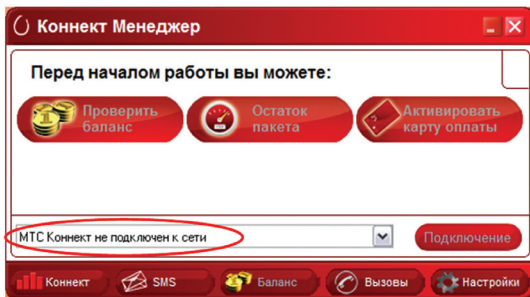 Коннект Менеджер
Перед началом работы вы можете:
Проверить баланс
Остаток пакета
Активировать карту оплаты
МТС Коннект не подключен к сети
Подключение
Коннект
SMS
Баланс
Вызовы
Настройки